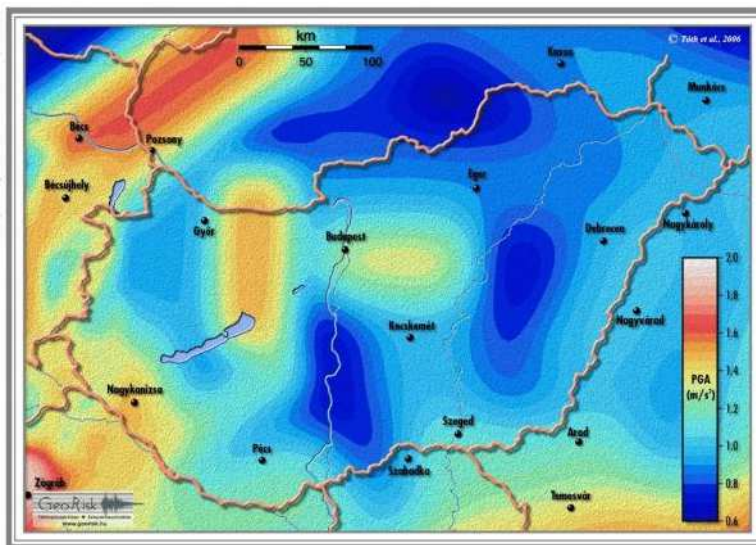 km
0 50 100
© Tóth et al., 2006
Kassa
Munkács
Bécs
Pozsony
Eger
Bécsújhely
Győr
Budapest
Debrecen
Nagykároly
2,0
1,8
1,6
PGA
(m/s²)
1,4
1,2
1,0
0,8
0,6
Kecskemét
Nagyvárad
Nagykanizsa
Szeged
Arad
Pécs
Szabadka
Zágráb
Temesvár
GeoRisk
www.georisk.hu